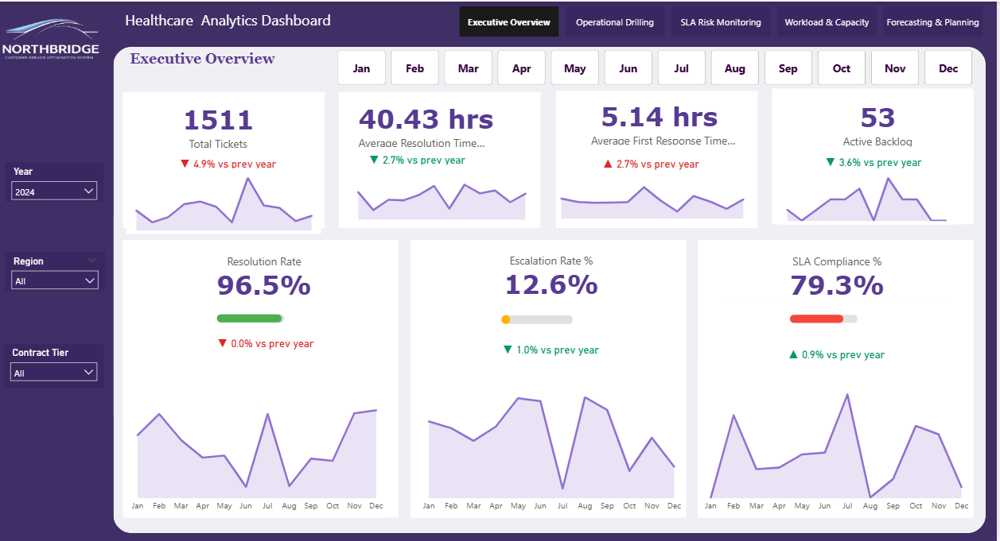 Healthcare Analytics Dashboard
Executive Overview
Operational Drilling
SLA Risk Monitoring
Workload & Capacity
Forecasting & Planning
NORTHBRIDGE
CUSTOMER SERVICE OPTIMISATION SYSTEM
Executive Overview
Jan Feb Mar Apr May Jun Jul Aug Sep Oct Nov Dec
1511
Total Tickets
▼ 4.9% vs prev year
40.43 hrs
Average Resolution Time...
▼ 2.7% vs prev year
5.14 hrs
Average First Response Time...
▲ 2.7% vs prev year
53
Active Backlog
▼ 3.6% vs prev year
Year
2024
Region
All
Contract Tier
All
Resolution Rate
96.5%
▼ 0.0% vs prev year
Jan Feb Mar Apr May Jun Jul Aug Sep Oct Nov Dec
Escalation Rate %
12.6%
▼ 1.0% vs prev year
Jan Feb Mar Apr May Jun Jul Aug Sep Oct Nov Dec
SLA Compliance %
79.3%
▲ 0.9% vs prev year
Jan Feb Mar Apr May Jun Jul Aug Sep Oct Nov Dec